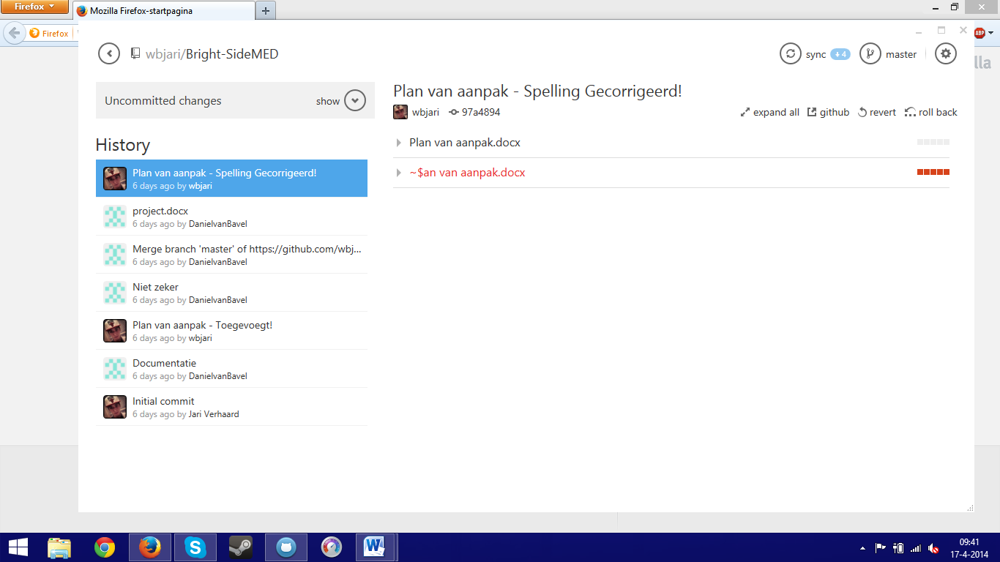 Firefox
Mozilla Firefox-startpagina
Firefox
ABP
lla
wbjari/Bright-SideMED
sync 4
master
Uncommitted changes
show
History
Plan van aanpak - Spelling Gecorrigeerd!
6 days ago by wbjari
project.docx
6 days ago by DanielvanBavel
Merge branch 'master' of https://github.com/wbj...
6 days ago by DanielvanBavel
Niet zeker
6 days ago by DanielvanBavel
Plan van aanpak - Toegevoegt!
6 days ago by wbjari
Documentatie
6 days ago by DanielvanBavel
Initial commit
6 days ago by Jari Verhaard
Plan van aanpak - Spelling Gecorrigeerd!
wbjari 97a4894
expand all github revert roll back
Plan van aanpak.docx
~$an van aanpak.docx
09:41
17-4-2014